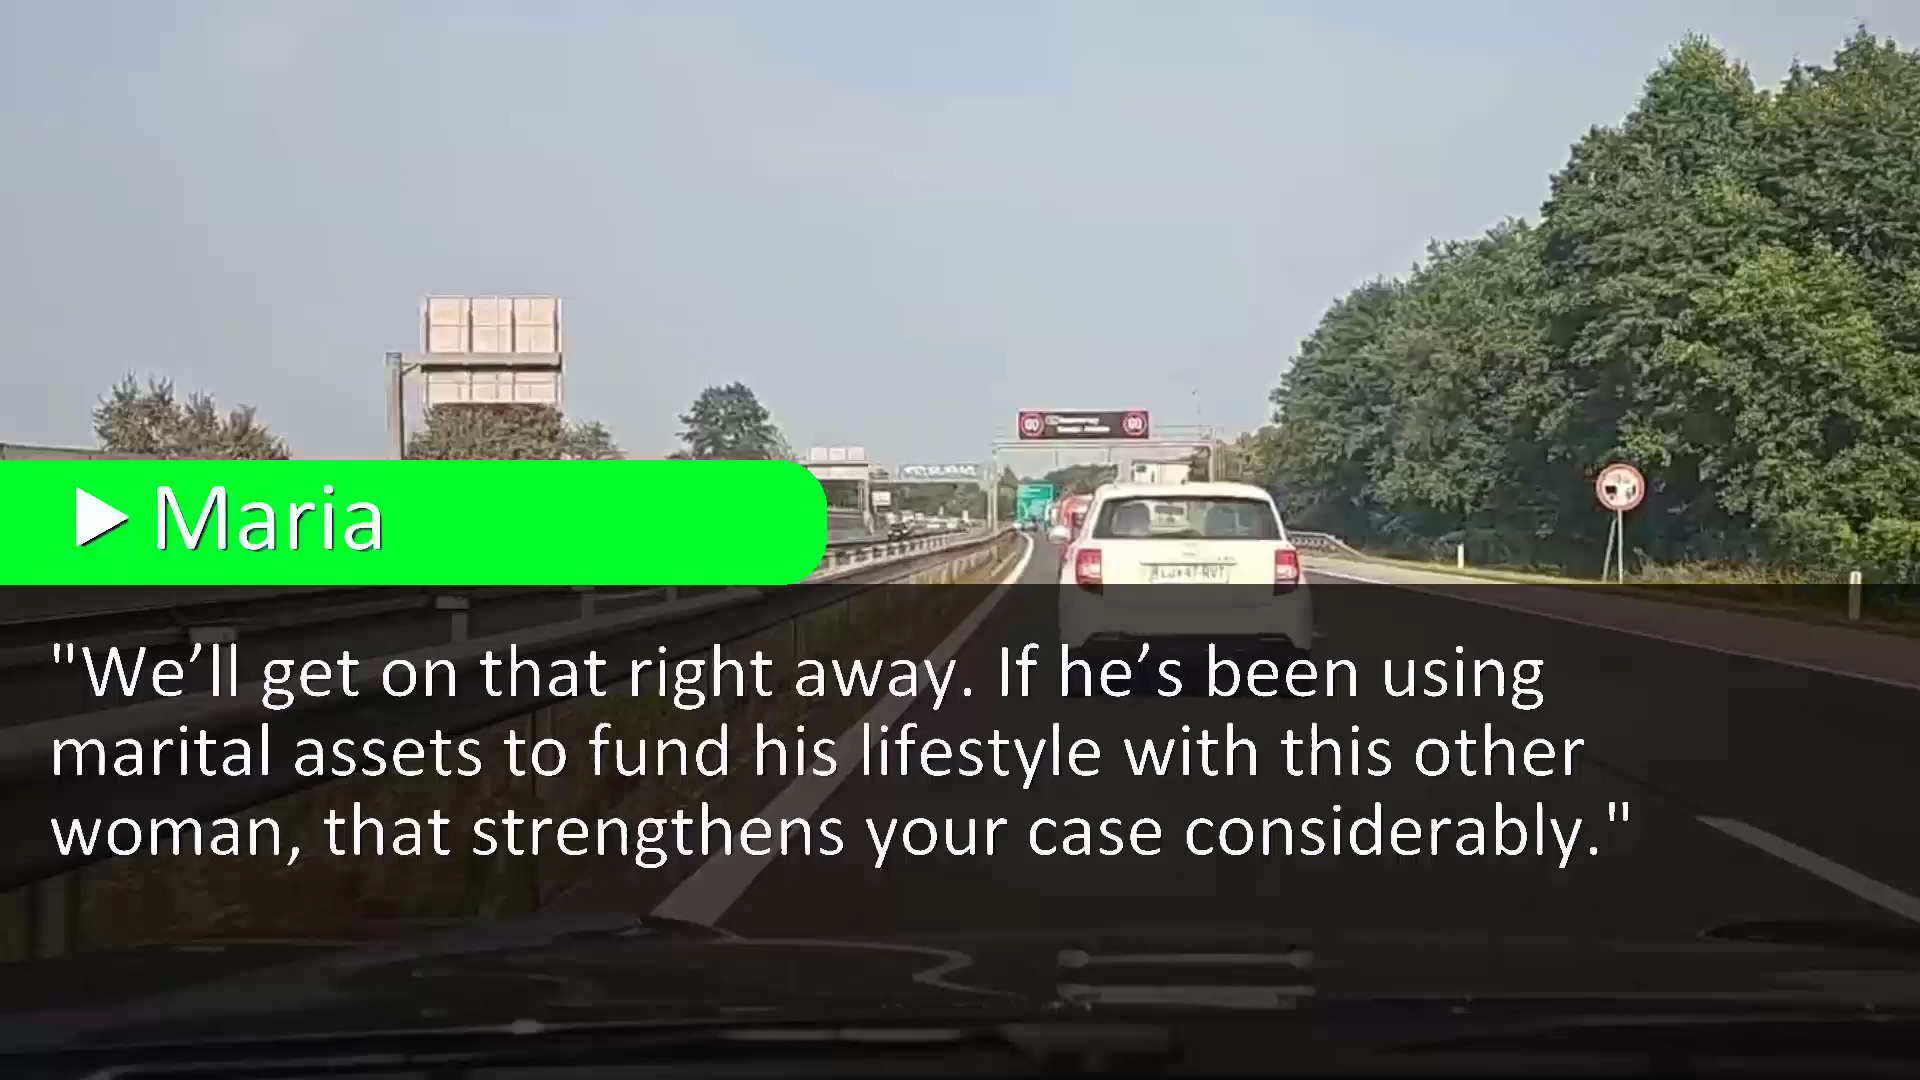 Maria
"We’ll get on that right away. If he’s been using
marital assets to fund his lifestyle with this other
woman, that strengthens your case considerably."